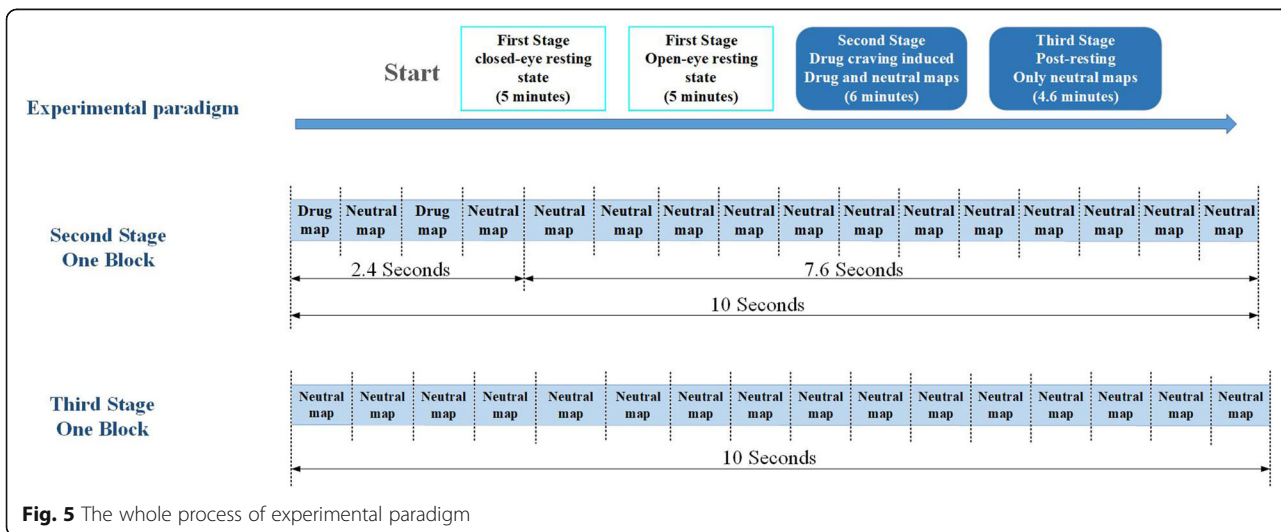 Start
First Stage
closed-eye resting
state
(5 minutes)
First Stage
Open-eye resting
state
(5 minutes)
Second Stage
Drug craving induced
Drug and neutral maps
(6 minutes)
Third Stage
Post-resting
Only neutral maps
(4.6 minutes)
Experimental paradigm
Second Stage
One Block
Drug Neutral Drug Neutral Neutral Neutral Neutral Neutral Neutral Neutral Neutral Neutral Neutral Neutral Neutral Neutral
map map map map map map map map map map map map map map map map
2.4 Seconds 7.6 Seconds
10 Seconds
Third Stage
One Block
Neutral Neutral Neutral Neutral Neutral Neutral Neutral Neutral Neutral Neutral Neutral Neutral Neutral Neutral Neutral Neutral
map map map map map map map map map map map map map map map map
10 Seconds
Fig. 5 The whole process of experimental paradigm